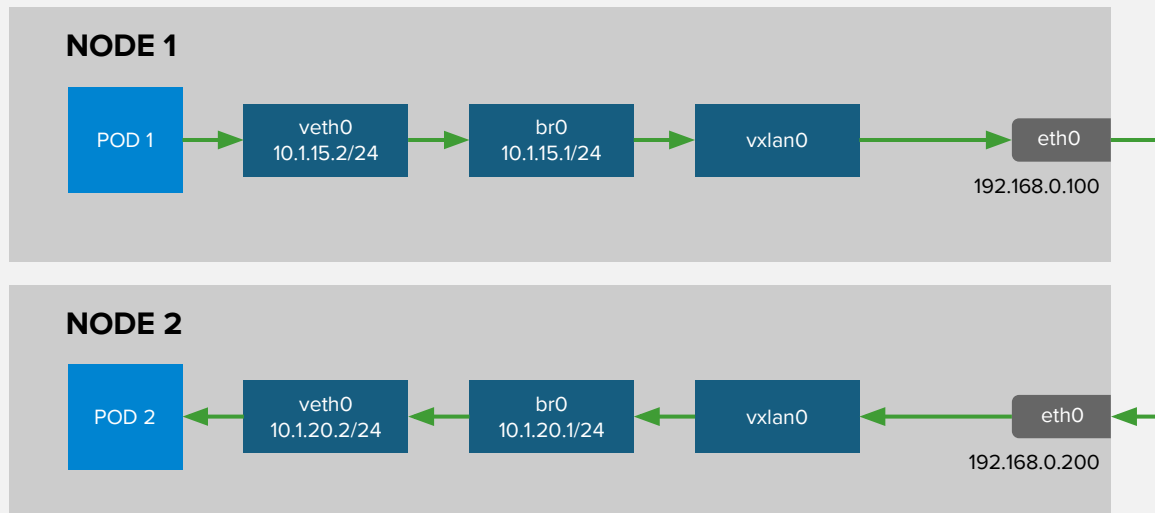 NODE 1
POD 1
veth0
10.1.15.2/24
br0
10.1.15.1/24
vxlan0
eth0
192.168.0.100
NODE 2
POD 2
veth0
10.1.20.2/24
br0
10.1.20.1/24
vxlan0
eth0
192.168.0.200